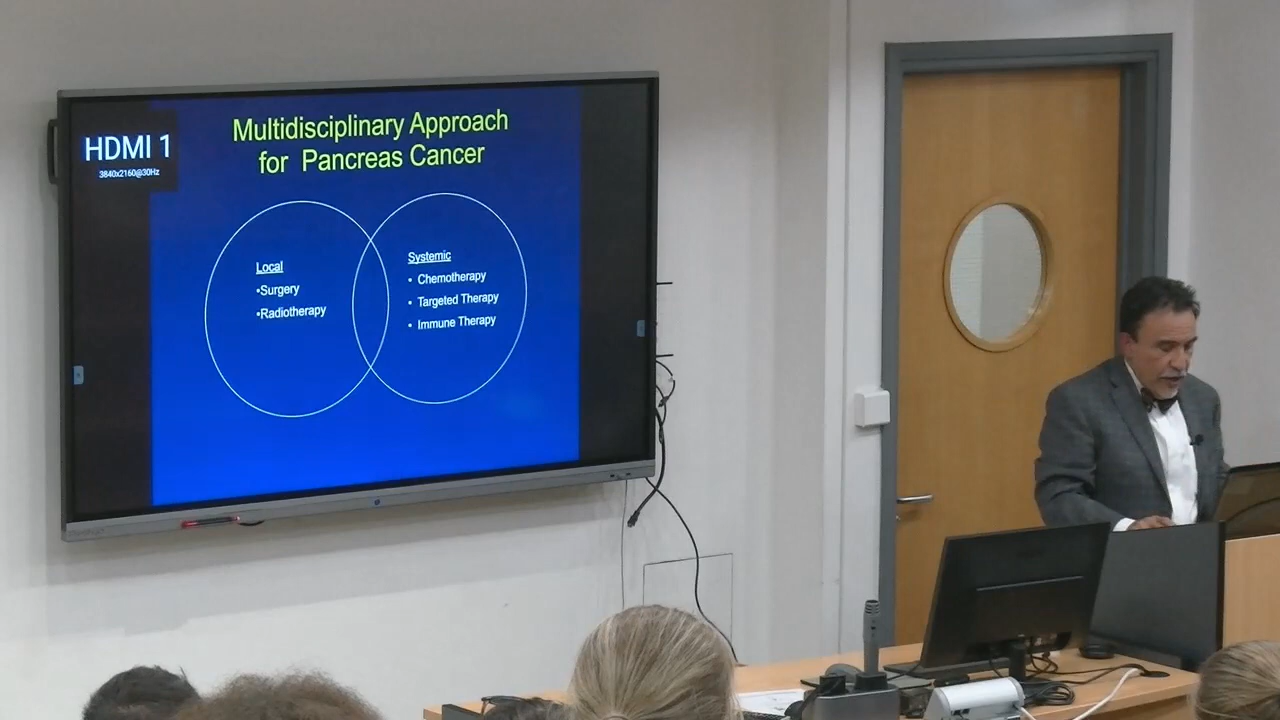 HDMI 1
3840x2160@30Hz
Multidisciplinary Approach
for Pancreas Cancer
Local
•Surgery
•Radiotherapy
Systemic
• Chemotherapy
• Targeted Therapy
• Immune Therapy